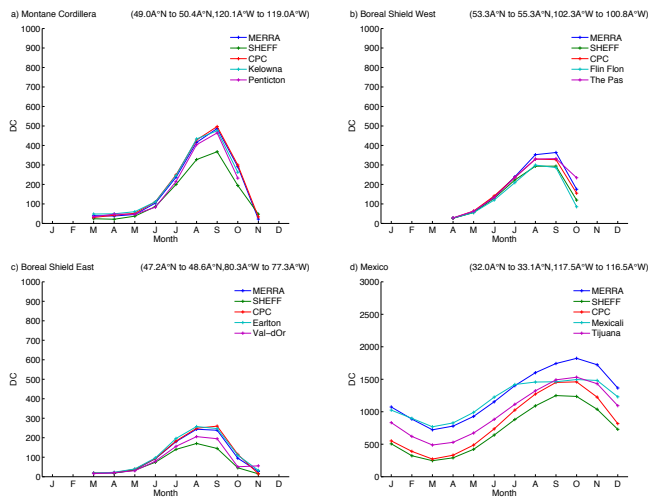 a) Montane Cordillera (49.0A°N to 50.4A°N,120.1A°W to 119.0A°W)
1000
900
800
700
600
500
400
300
200
100
0
DC
MERRA
SHEFF
CPC
Kelowna
Penticton
J F M A M J J A S O N D
Month
b) Boreal Shield West (53.3A°N to 55.3A°N,102.3A°W to 100.8A°W)
1000
900
800
700
600
500
400
300
200
100
0
DC
MERRA
SHEFF
CPC
Flin Flon
The Pas
J F M A M J J A S O N D
Month
c) Boreal Shield East (47.2A°N to 48.6A°N,80.3A°W to 77.3A°W)
1000
900
800
700
600
500
400
300
200
100
0
DC
MERRA
SHEFF
CPC
Earlton
Val-dOr
J F M A M J J A S O N D
Month
d) Mexico (32.0A°N to 33.1A°N,117.5A°W to 116.5A°W)
3000
2500
2000
1500
1000
500
0
DC
MERRA
SHEFF
CPC
Mexicali
Tijuana
J F M A M J J A S O N D
Month